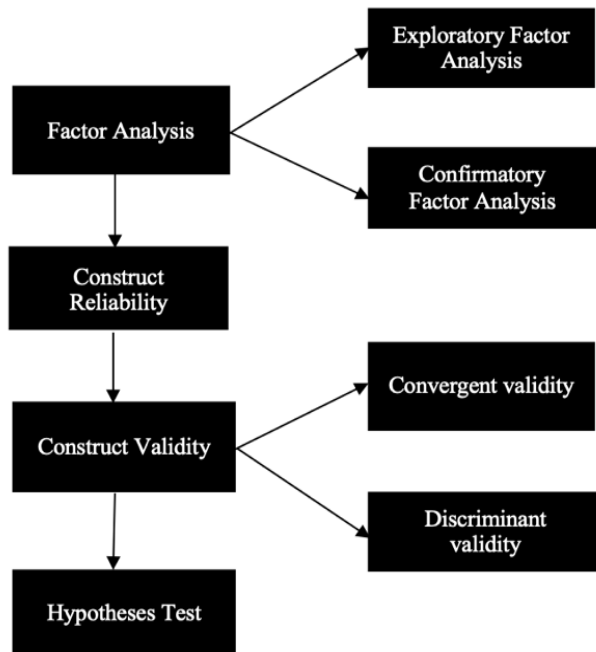 Exploratory Factor
Analysis
Factor Analysis
Confirmatory
Factor Analysis
Construct
Reliability
Convergent validity
Construct Validity
Discriminant
validity
Hypotheses Test